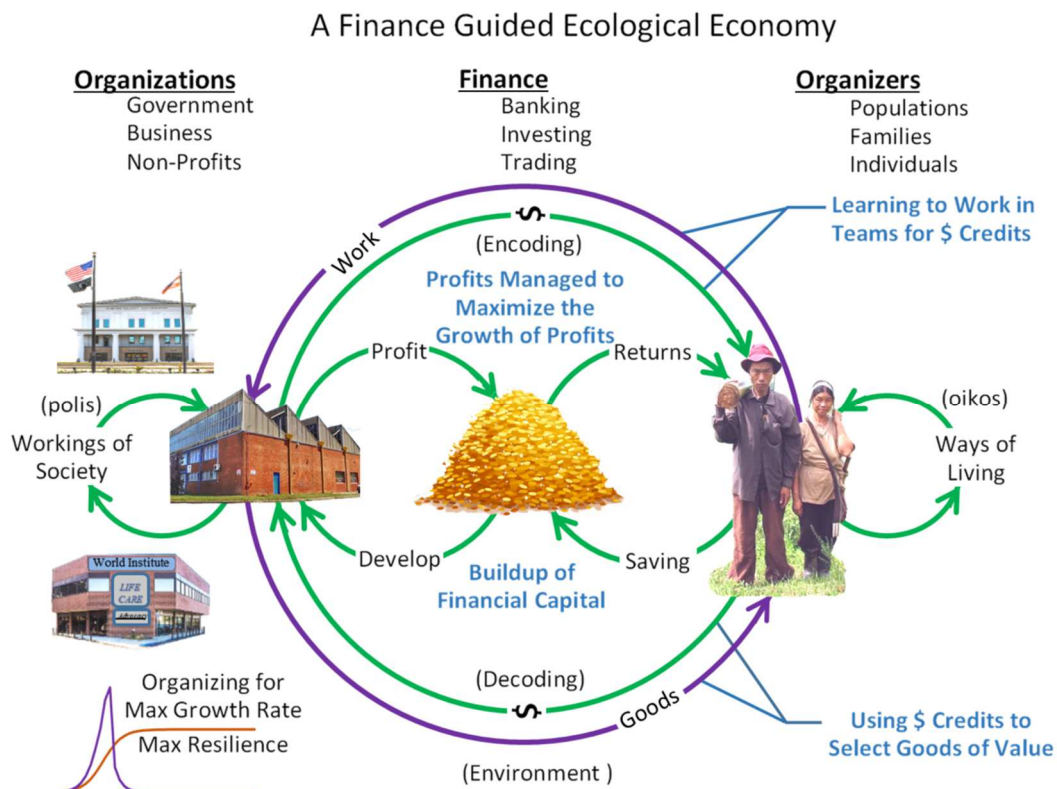 A Finance Guided Ecological Economy
Organizations
Government
Business
Non-Profits
Finance
Banking
Investing
Trading
Organizers
Populations
Families
Individuals
Learning to Work in
Teams for $ Credits
Work
$
(Encoding)
Profits Managed to
Maximize the
Growth of Profits
Profit
Returns
(polis)
Workings of
Society
(oikos)
Ways of
Living
Develop
Saving
Buildup of
Financial Capital
World Institute
LIFE
CARE
(Decoding)
$
Goods
Organizing for
Max Growth Rate
Max Resilience
Using $ Credits to
Select Goods of Value
(Environment )